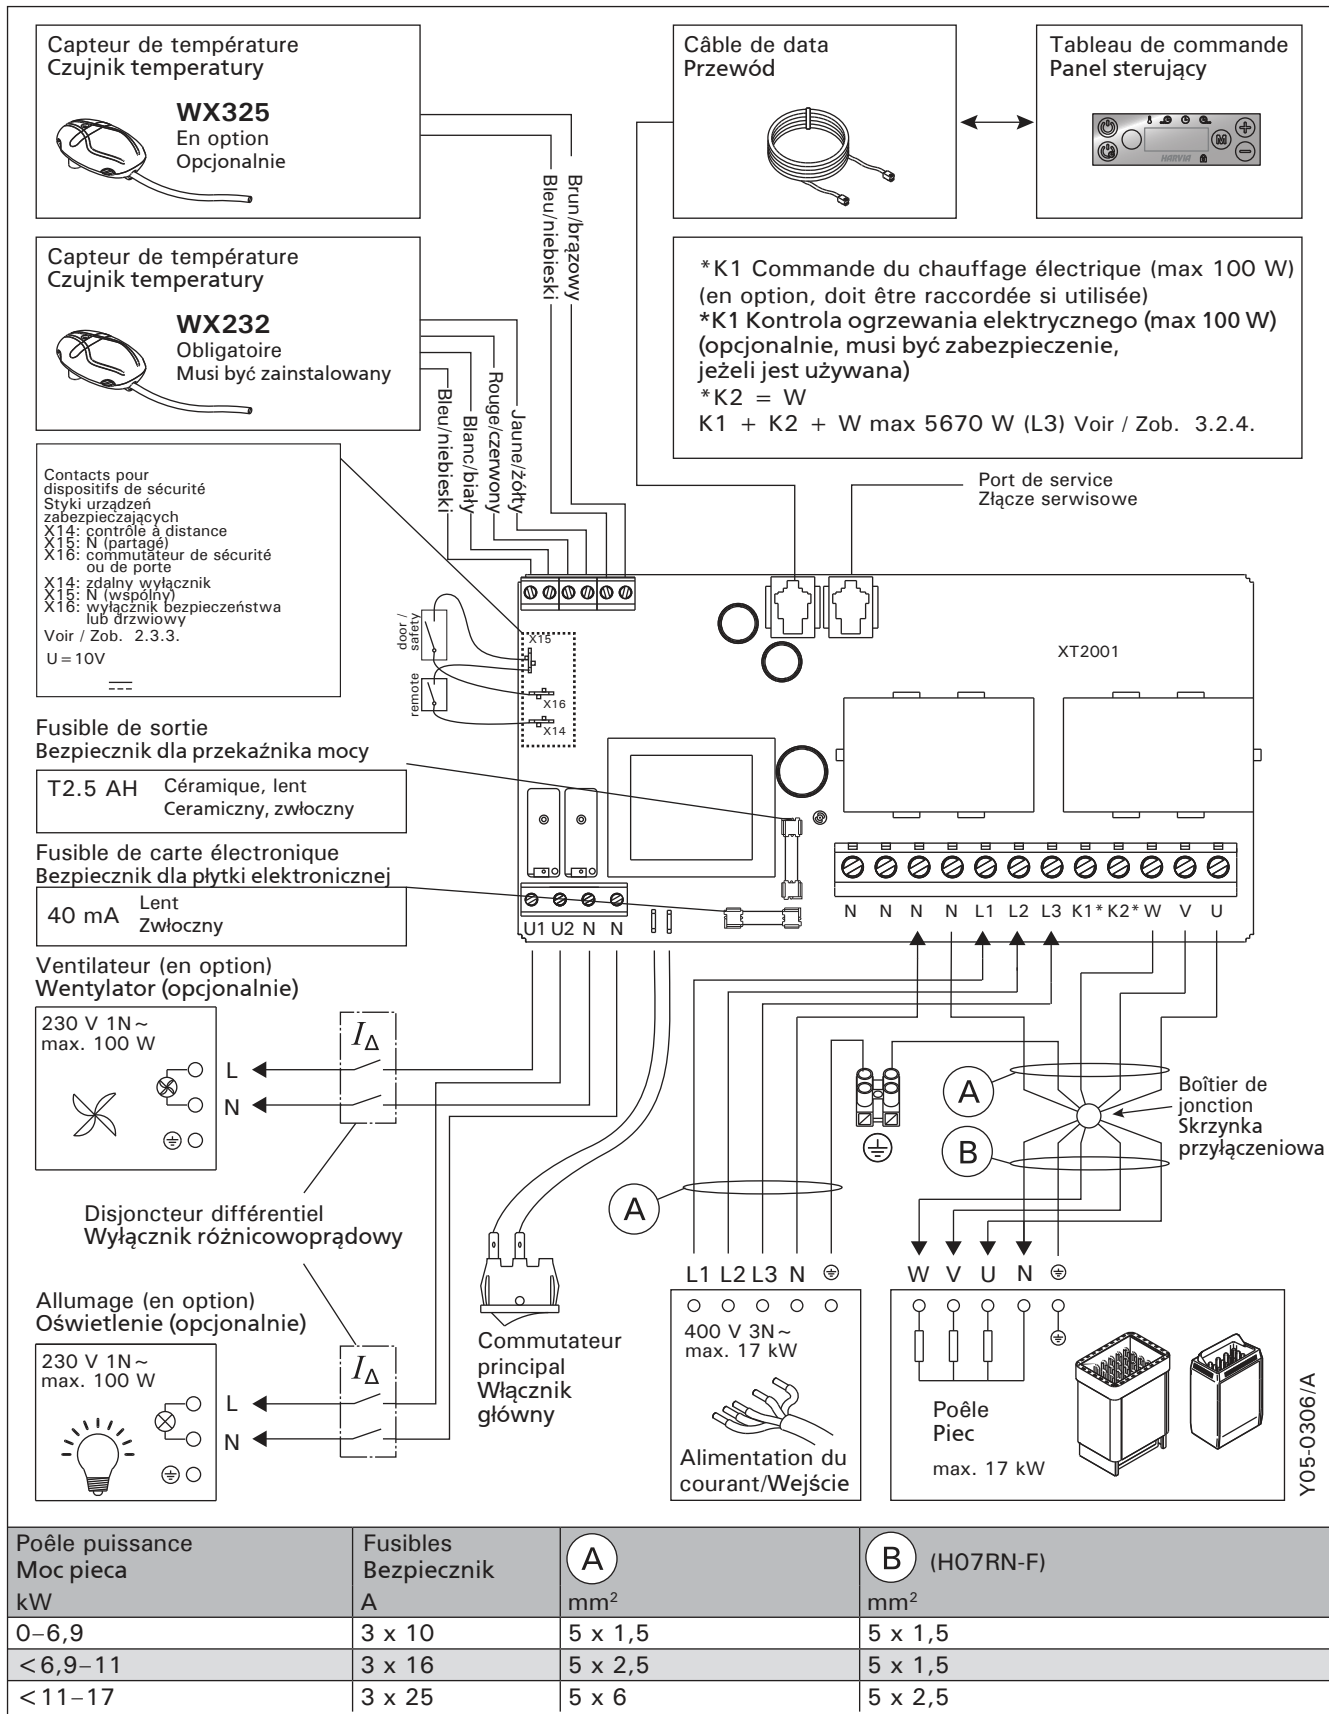 Capteur de température
Czujnik temperatury
WX325
En option
Opcjonalnie
Câble de data
Przewód
Tableau de commande
Panel sterujący
M
HARVIA
Brun/brązowy
Bleu/niebieski
Capteur de température
Czujnik temperatury
WX232
Obligatoire
Musi być zainstalowany
*K1 Commande du chauffage électrique (max 100 W)
(en option, doit être raccordée si utilisée)
*K1 Kontrola ogrzewania elektrycznego (max 100 W)
(opcjonalnie, musi być zabezpieczenie,
jeżeli jest używana)
*K2 = W
K1 + K2 + W max 5670 W (L3) Voir / Zob. 3.2.4.
Jaune/żółty
Rouge/czerwony
Blanc/biały
Bleu/niebieski
Contacts pour
dispositifs de sécurité
Styki urządzeń
zabezpieczających
X14: contrôle à distance
X15: N (partagé)
X16: commutateur de sécurité
ou de porte
X14: zdalny wyłącznik
X15: N (wspólny)
X16: wyłącznik bezpieczeństwa
lub drzwiowy
Voir / Zob. 2.3.3.
U=10V
Port de service
Złącze serwisowe
door /
safety
remote
X15
X16
X14
XT2001
Fusible de sortie
Bezpiecznik dla przekaźnika mocy
T2.5 AH
Céramique, lent
Ceramiczny, zwłoczny
Fusible de carte électronique
Bezpiecznik dla płytki elektronicznej
40 mA
Lent
Zwłoczny
U1 U2 N N
N N N N L1 L2 L3 K1* K2* W V U
Ventilateur (en option)
Wentylator (opcjonalnie)
230 V 1N~
max. 100 W
L
N
I∆
Disjoncteur différentiel
Wyłącznik różnicowoprądowy
Allumage (en option)
Oświetlenie (opcjonalnie)
230 V 1N~
max. 100 W
L
N
I∆
Commutateur
principal
Włącznik
główny
A
A
B
Boîtier de
jonction
Skrzynka
przyłączeniowa
L1 L2 L3 N
400 V 3N~
max. 17 kW
Alimentation du
courant/Wejście
W V U N
Poêle
Piec
max. 17 kW
Y05-0306/A
Poêle puissance
Moc pieca
kW
Fusibles
Bezpiecznik
A
A
mm²
B (H07RN-F)
mm²
0–6,9 3 x 10 5 x 1,5 5 x 1,5
<6,9–11 3 x 16 5 x 2,5 5 x 1,5
<11–17 3 x 25 5 x 6 5 x 2,5